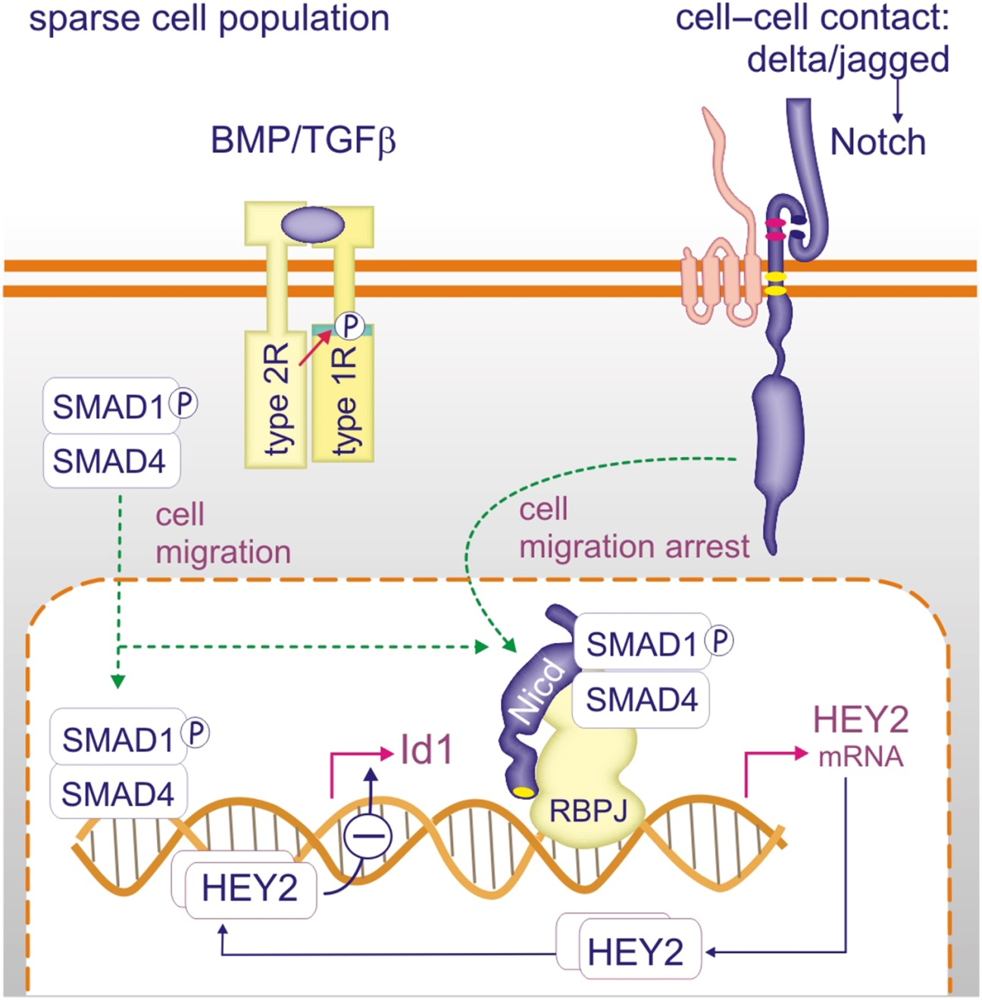 sparse cell population
cell–cell contact:
delta/jagged
BMP/TGFβ
Notch
P
type 2R
type 1R
SMAD1 P
SMAD4
cell
migration
cell
migration arrest
SMAD1 P
Nicd
SMAD4
HEY2
mRNA
SMAD1 P
Id1
SMAD4
RBPJ
HEY2
HEY2